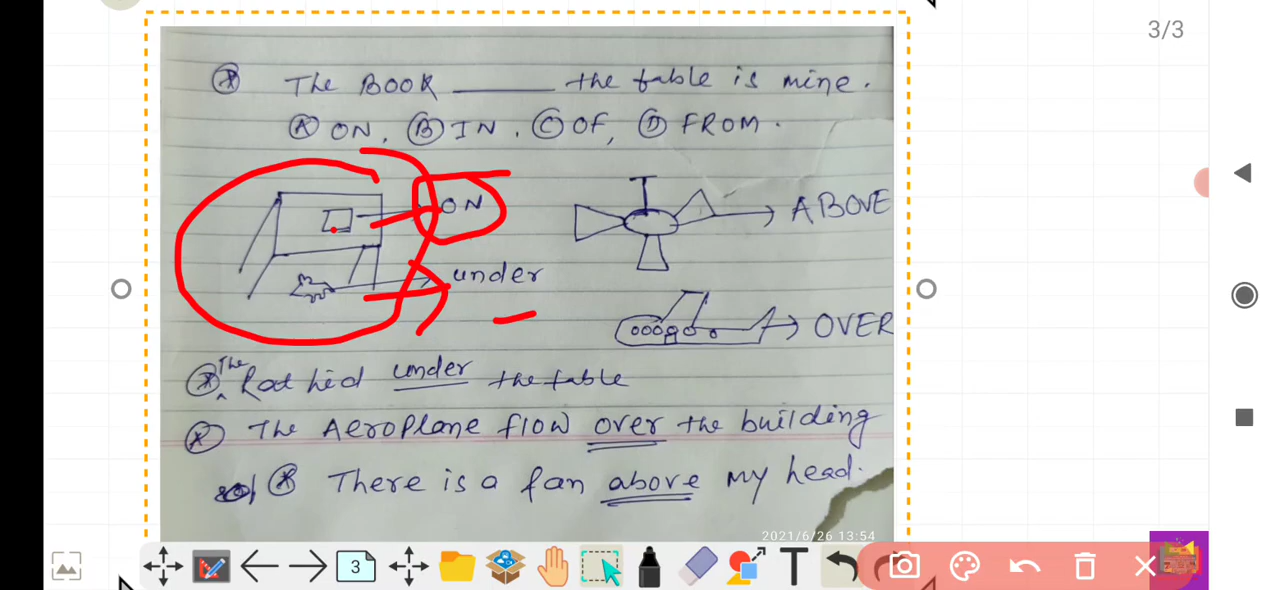 3/3
The BOOK ______ the table is mine.
(A) ON, (B) IN, (C) OF, (D) FROM.
ON
ABOVE
under
OVER
The Rat hid under the table
The Aeroplane flow over the building
There is a fan above my head.
2021/6/26 13:54
3
T